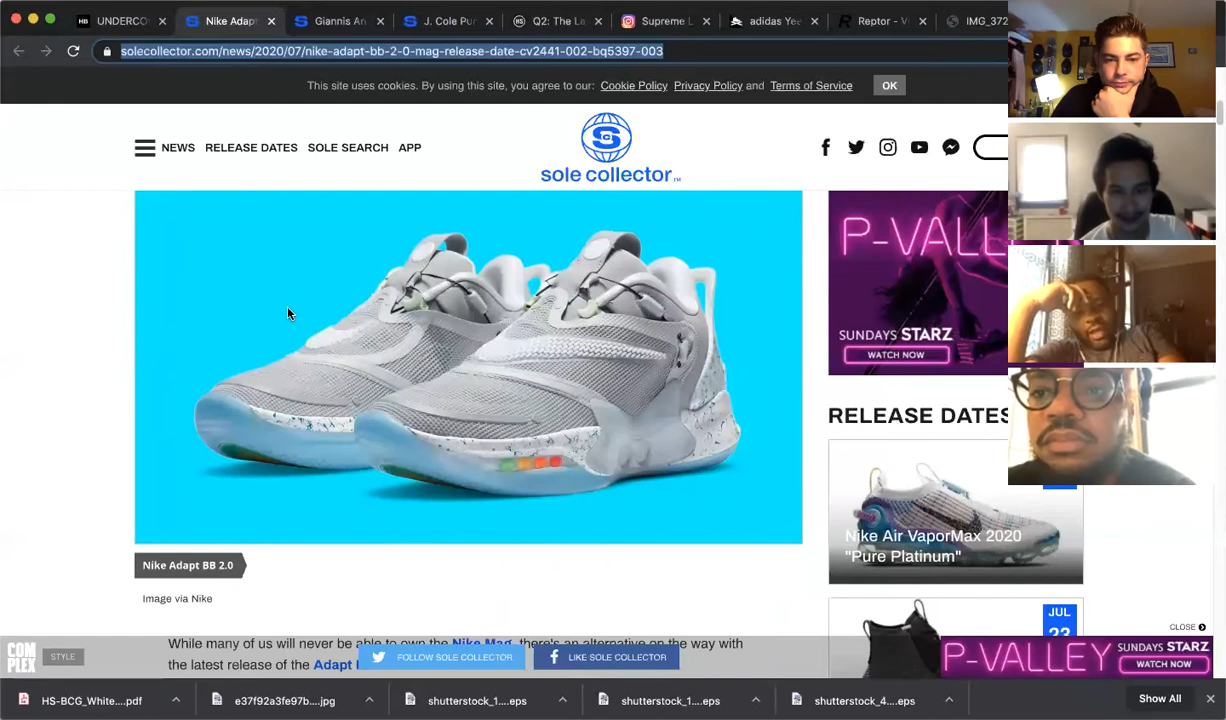 UNDERCO
Nike Adapt
Giannis An
J. Cole Pu
Q2: The La
Supreme L
adidas Yee
Reptor - V
IMG_372
solecollector.com/news/2020/07/nike-adapt-bb-2-0-mag-release-date-cv2441-002-bq5397-003
This site uses cookies. By using this site, you agree to our: Cookie Policy Privacy Policy and Terms of Service OK
NEWS RELEASE DATES SOLE SEARCH APP
sole collector
P-VALL
SUNDAYS STARZ
WATCH NOW
RELEASE DATES
Nike Air VaporMax 2020
"Pure Platinum"
Nike Adapt BB 2.0
Image via Nike
JUL
23
CLOSE
While many of us will never be able to own the Nike Mag, there's an alternative on the way with
the latest release of the Adapt
COMPLEX
STYLE
FOLLOW SOLE COLLECTOR
LIKE SOLE COLLECTOR
P-VALLEY
SUNDAYS STARZ
WATCH NOW
HS-BCG_White....pdf
e37f92a3fe97b....jpg
shutterstock_1....eps
shutterstock_1....eps
shutterstock_4....eps
Show All